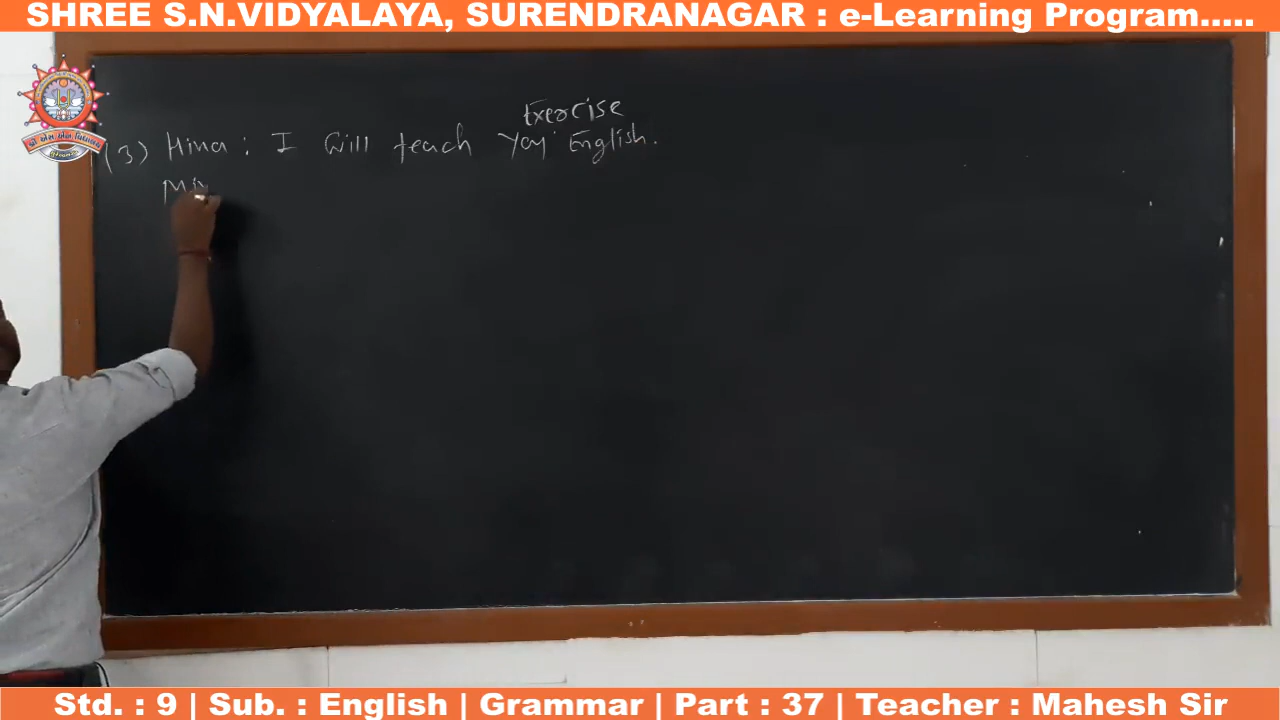 SHREE S.N.VIDYALAYA, SURENDRANAGAR : e-Learning Program.....
Exercise
(3) Hina : I will teach you English.
Std. : 9 | Sub. : English | Grammar | Part : 37 | Teacher : Mahesh Sir